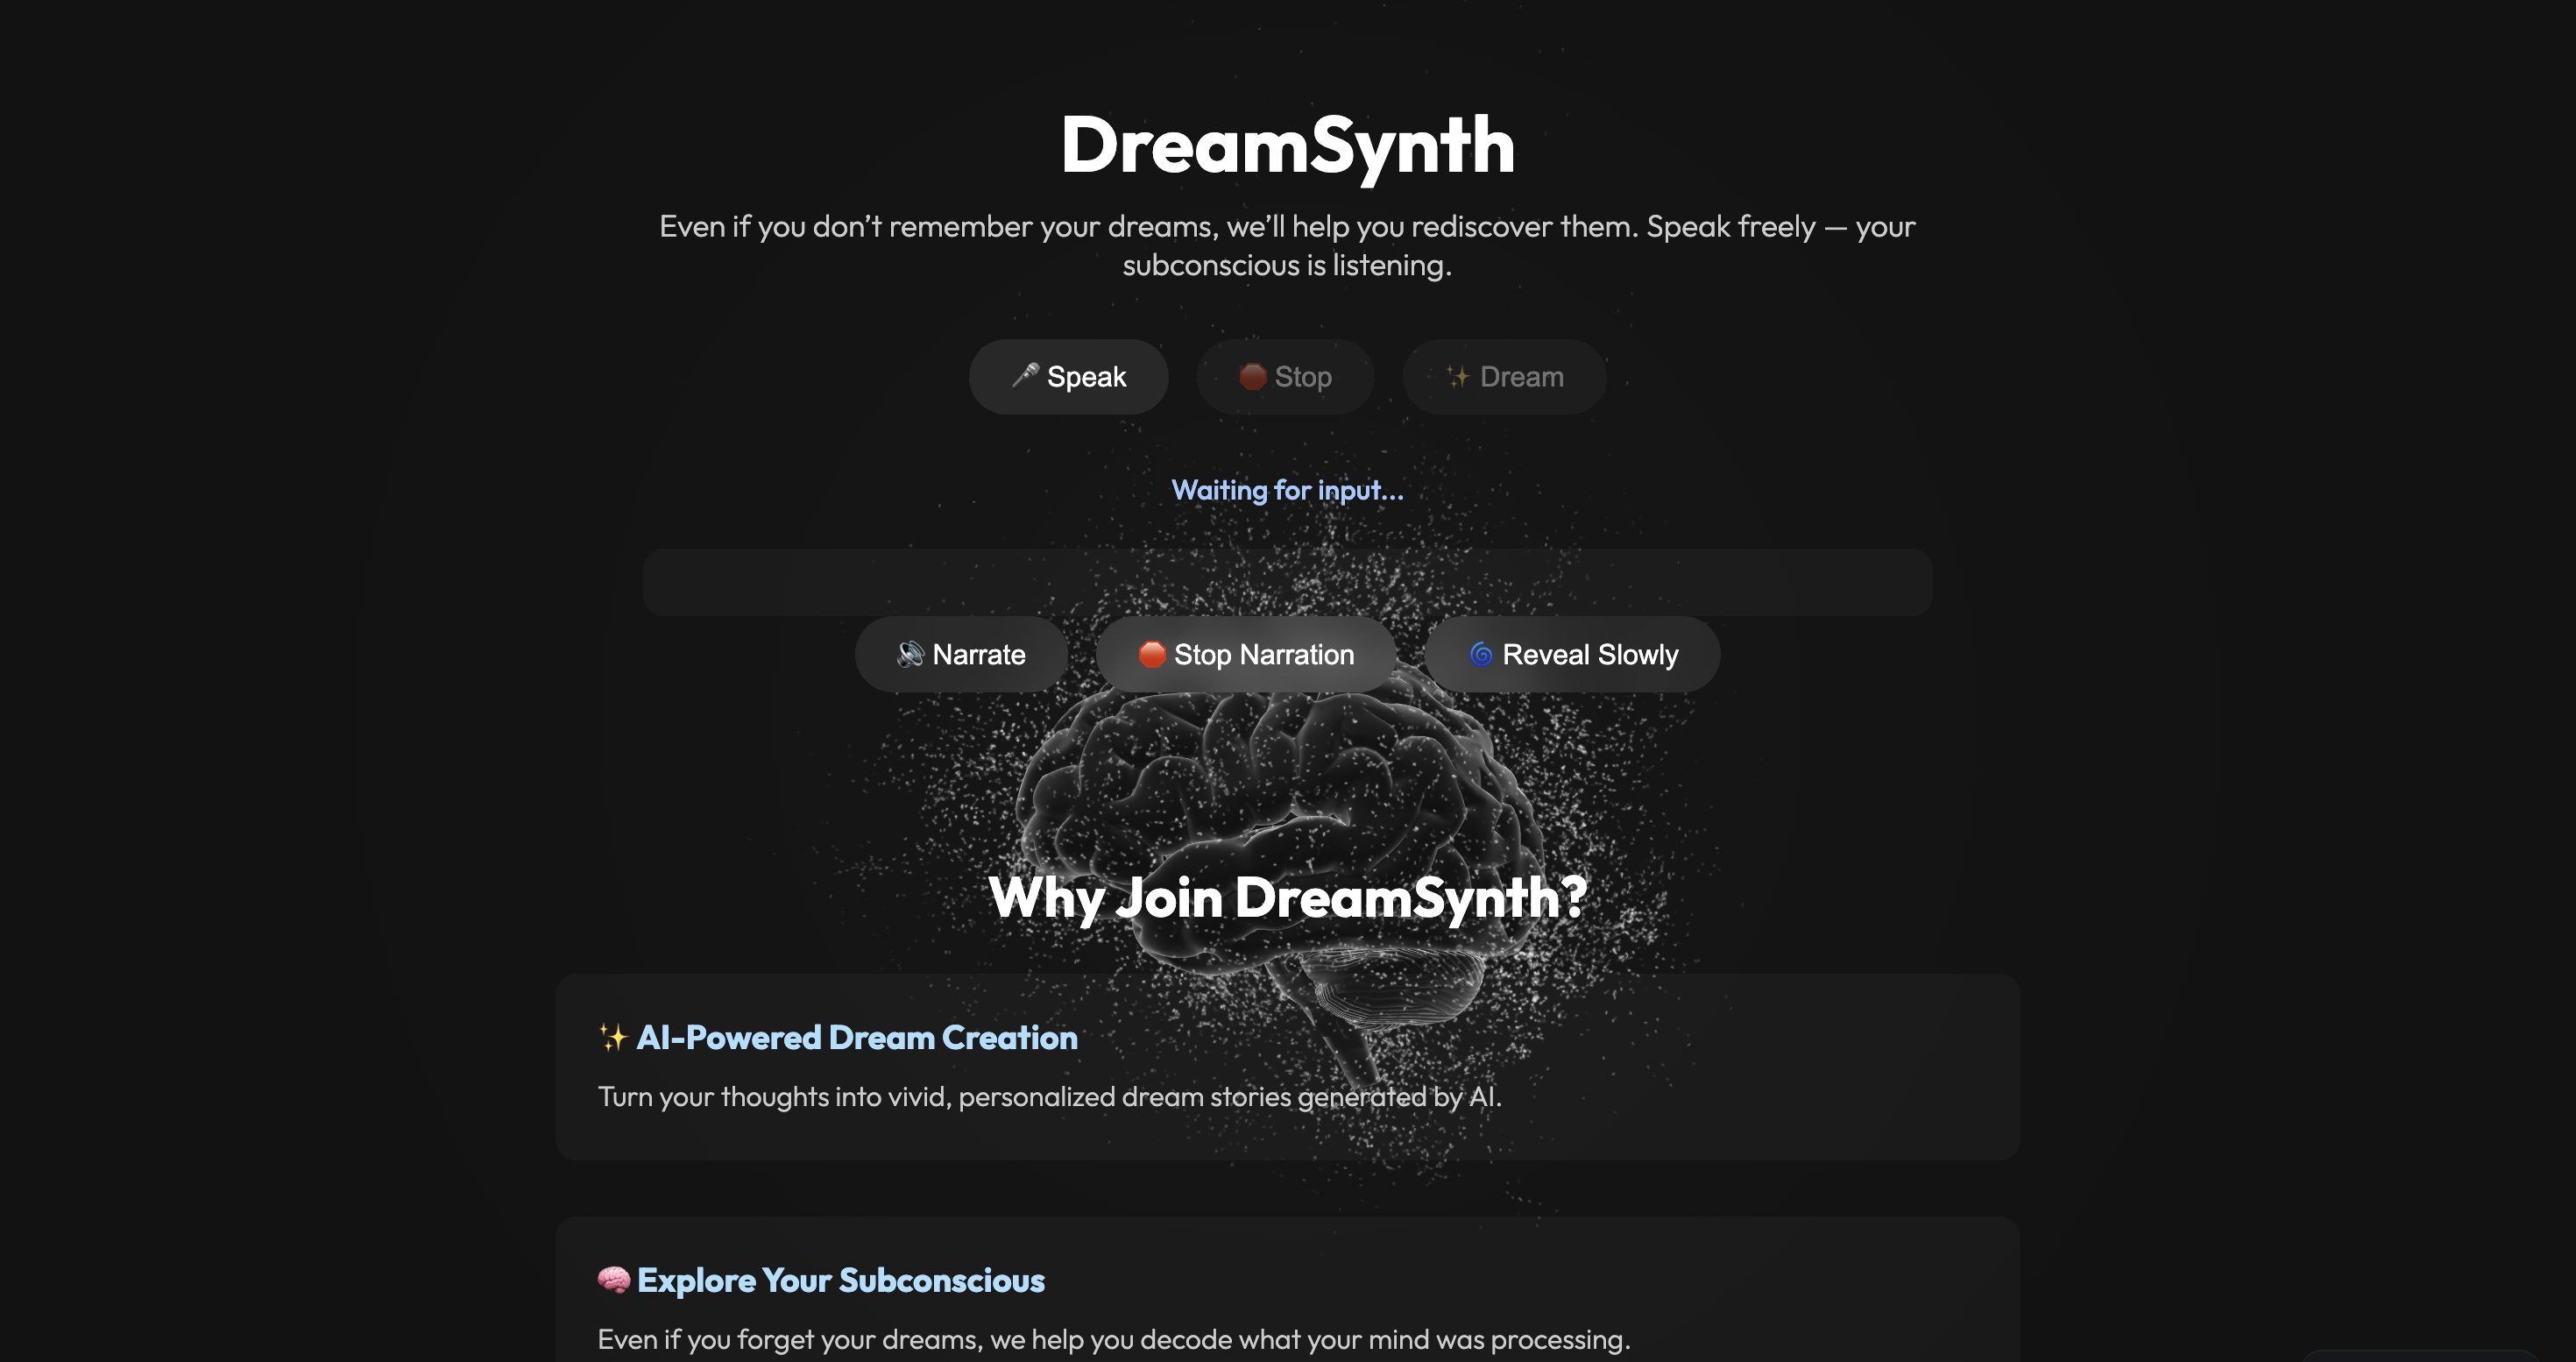 DreamSynth
Even if you don’t remember your dreams, we’ll help you rediscover them. Speak freely — your
subconscious is listening.
🎤 Speak 🛑 Stop ✨ Dream
Waiting for input...
🔊 Narrate 🛑 Stop Narration 🌀 Reveal Slowly
Why Join DreamSynth?
✨ AI-Powered Dream Creation
Turn your thoughts into vivid, personalized dream stories generated by AI.
🧠 Explore Your Subconscious
Even if you forget your dreams, we help you decode what your mind was processing.